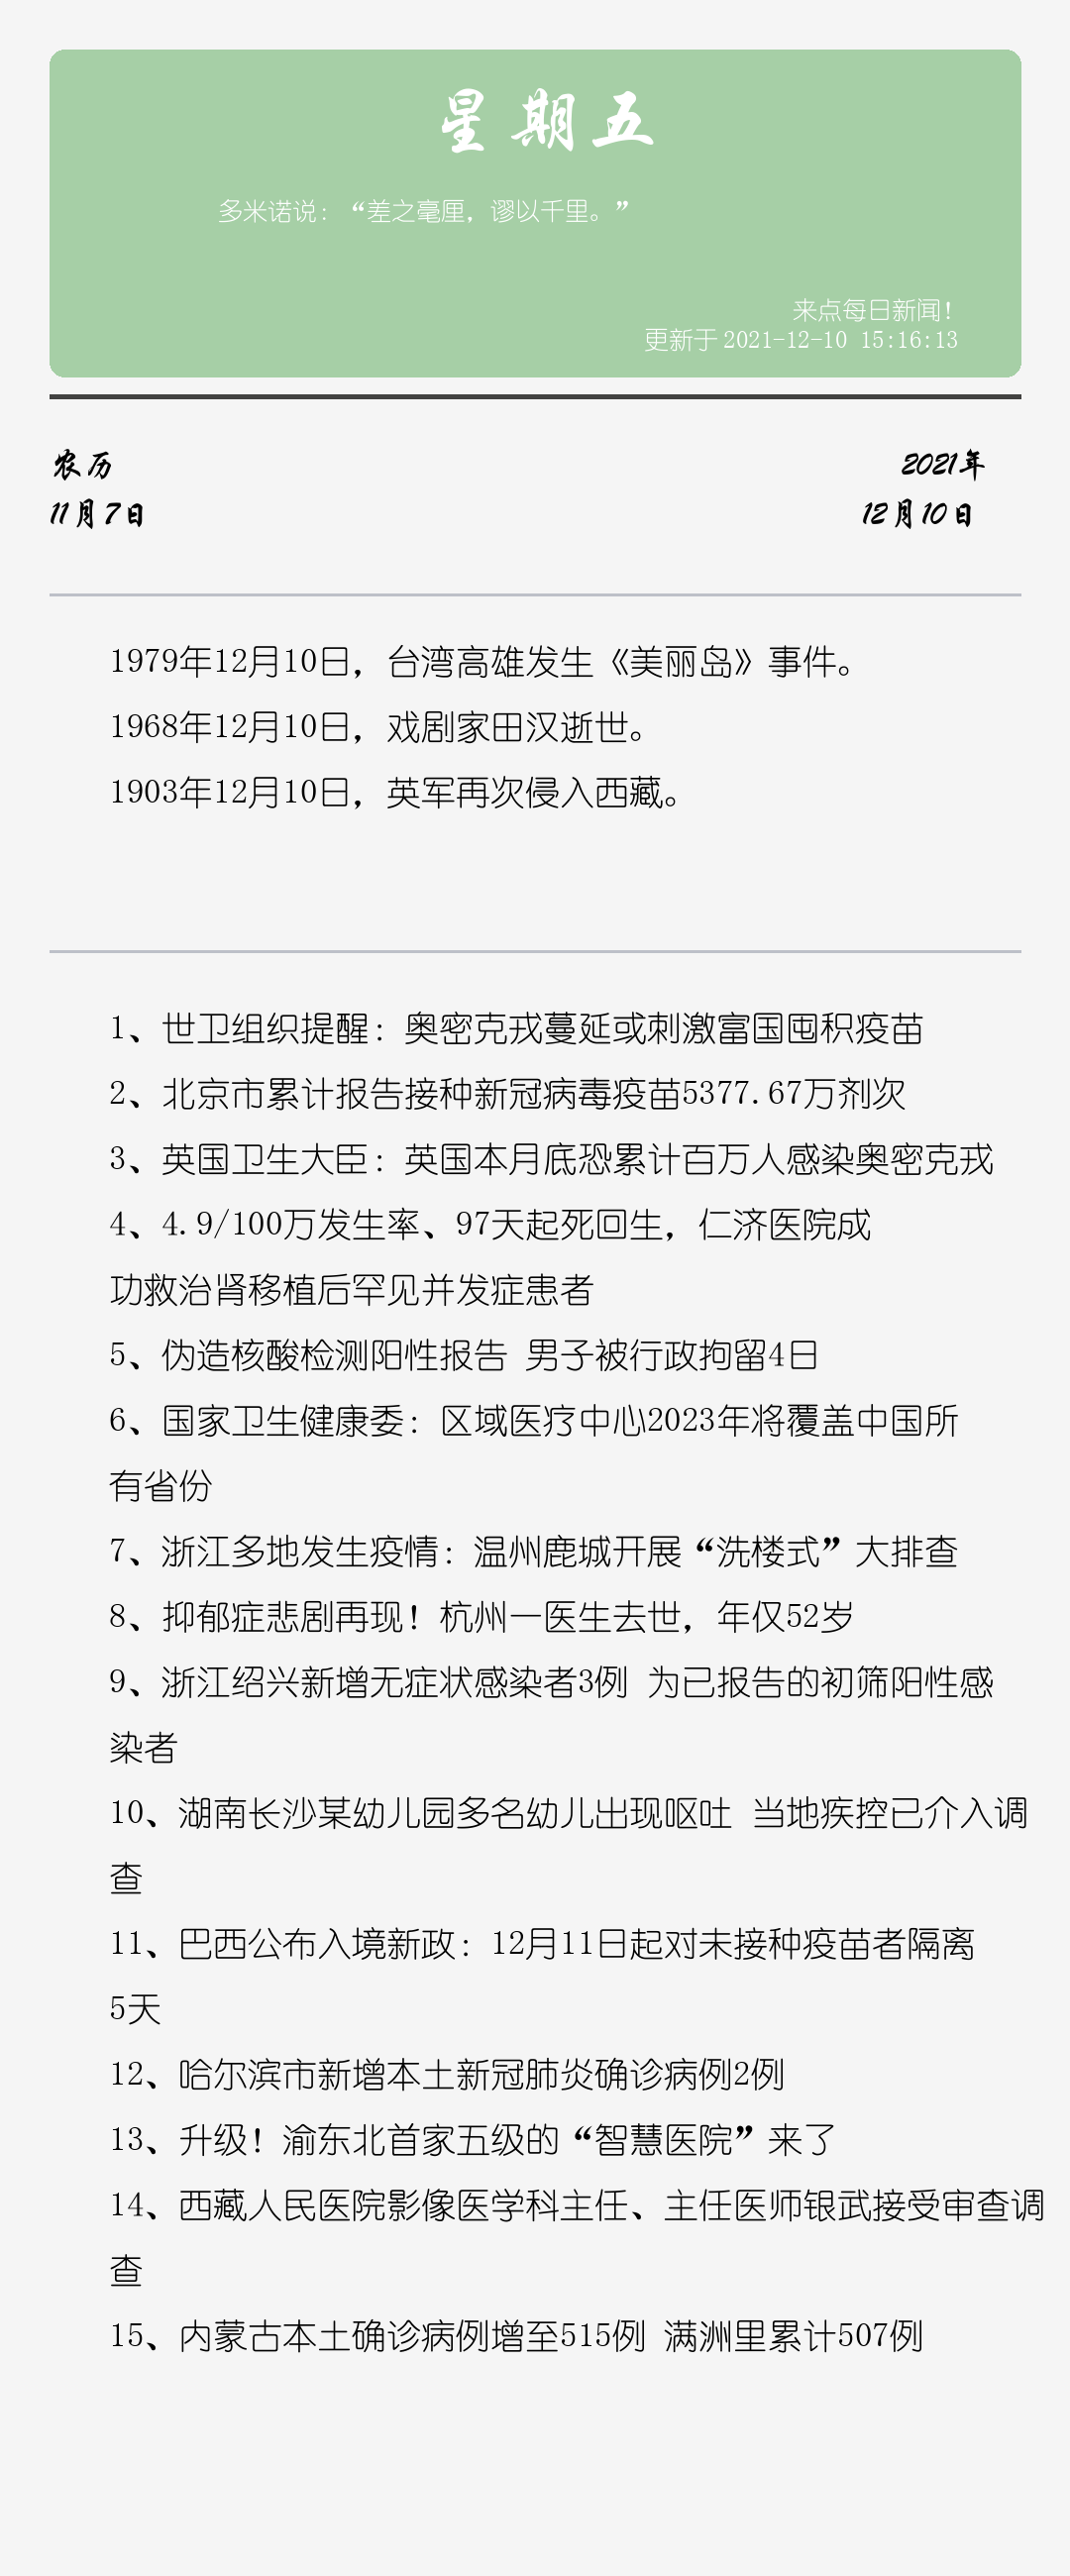 星期五
多米诺说：“差之毫厘，谬以千里。”
来点每日新闻！
更新于 2021-12-10 15:16:13
农历
2021年
11月7日
12月10日
1979年12月10日，台湾高雄发生《美丽岛》事件。
1968年12月10日，戏剧家田汉逝世。
1903年12月10日，英军再次侵入西藏。
1、世卫组织提醒：奥密克戎蔓延或刺激富国囤积疫苗
2、北京市累计报告接种新冠病毒疫苗5377.67万剂次
3、英国卫生大臣：英国本月底恐累计百万人感染奥密克戎
4、4.9/100万发生率、97天起死回生，仁济医院成
功救治肾移植后罕见并发症患者
5、伪造核酸检测阳性报告 男子被行政拘留4日
6、国家卫生健康委：区域医疗中心2023年将覆盖中国所
有省份
7、浙江多地发生疫情：温州鹿城开展“洗楼式”大排查
8、抑郁症悲剧再现！杭州一医生去世，年仅52岁
9、浙江绍兴新增无症状感染者3例 为已报告的初筛阳性感
染者
10、湖南长沙某幼儿园多名幼儿出现呕吐 当地疾控已介入调
查
11、巴西公布入境新政：12月11日起对未接种疫苗者隔离
5天
12、哈尔滨市新增本土新冠肺炎确诊病例2例
13、升级！渝东北首家五级的“智慧医院”来了
14、西藏人民医院影像医学科主任、主任医师银武接受审查调
查
15、内蒙古本土确诊病例增至515例 满洲里累计507例